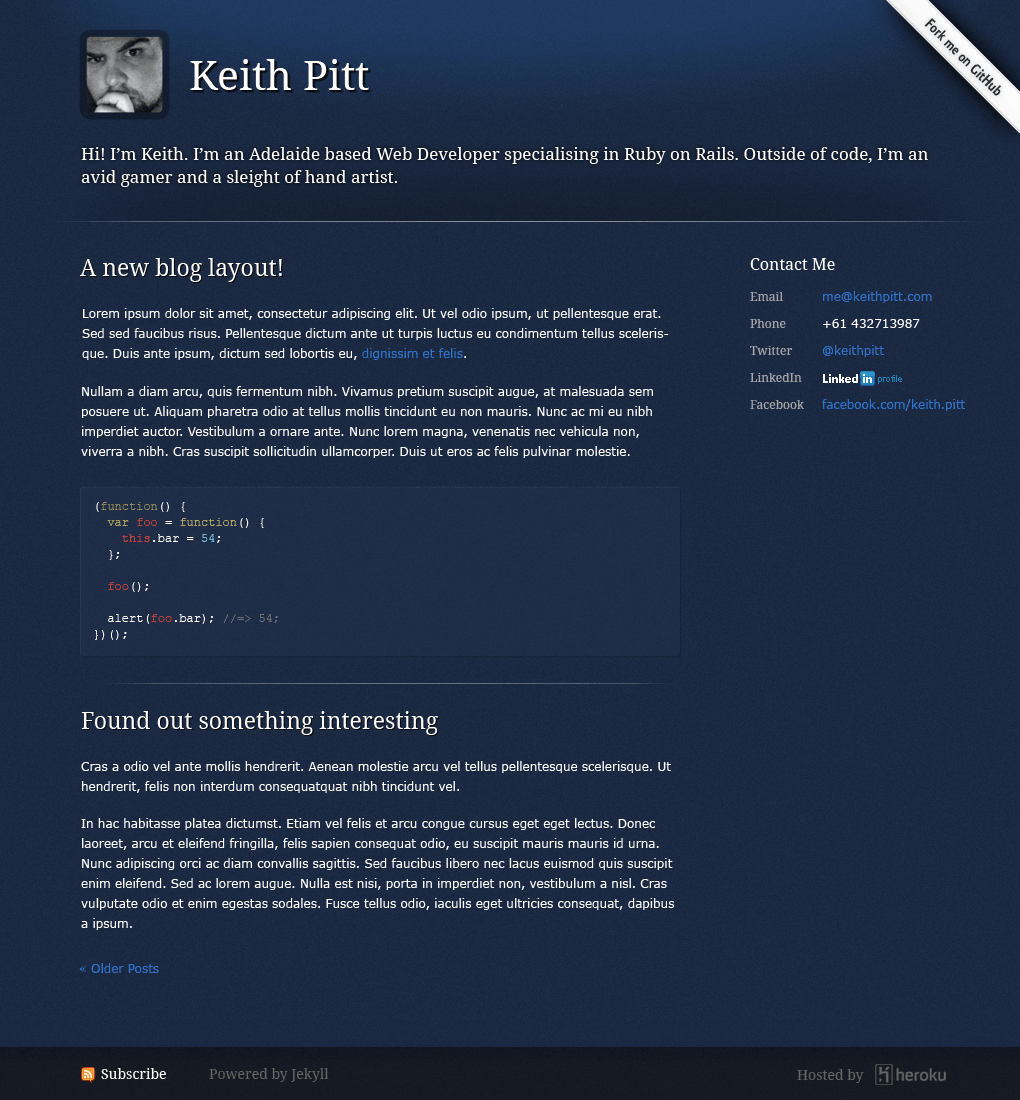 Fork me on GitHub
Keith Pitt
Hi! I’m Keith. I’m an Adelaide based Web Developer specialising in Ruby on Rails. Outside of code, I’m an
avid gamer and a sleight of hand artist.
A new blog layout!
Lorem ipsum dolor sit amet, consectetur adipiscing elit. Ut vel odio ipsum, ut pellentesque erat.
Sed sed faucibus risus. Pellentesque dictum ante ut turpis luctus eu condimentum tellus sceleris-
que. Duis ante ipsum, dictum sed lobortis eu, dignissim et felis.
Nullam a diam arcu, quis fermentum nibh. Vivamus pretium suscipit augue, at malesuada sem
posuere ut. Aliquam pharetra odio at tellus mollis tincidunt eu non mauris. Nunc ac mi eu nibh
imperdiet auctor. Vestibulum a ornare ante. Nunc lorem magna, venenatis nec vehicula non,
viverra a nibh. Cras suscipit sollicitudin ullamcorper. Duis ut eros ac felis pulvinar molestie.
(function() {
  var foo = function() {
    this.bar = 54;
  };
  foo();
  alert(foo.bar); //=> 54;
})();
Found out something interesting
Cras a odio vel ante mollis hendrerit. Aenean molestie arcu vel tellus pellentesque scelerisque. Ut
hendrerit, felis non interdum consequatquat nibh tincidunt vel.
In hac habitasse platea dictumst. Etiam vel felis et arcu congue cursus eget eget lectus. Donec
laoreet, arcu et eleifend fringilla, felis sapien consequat odio, eu suscipit mauris mauris id urna.
Nunc adipiscing orci ac diam convallis sagittis. Sed faucibus libero nec lacus euismod quis suscipit
enim eleifend. Sed ac lorem augue. Nulla est nisi, porta in imperdiet non, vestibulum a nisl. Cras
vulputate odio et enim egestas sodales. Fusce tellus odio, iaculis eget ultricies consequat, dapibus
a ipsum.
« Older Posts
Contact Me
Email me@keithpitt.com
Phone +61 432713987
Twitter @keithpitt
LinkedIn Linked in profile
Facebook facebook.com/keith.pitt
Subscribe Powered by Jekyll Hosted by heroku